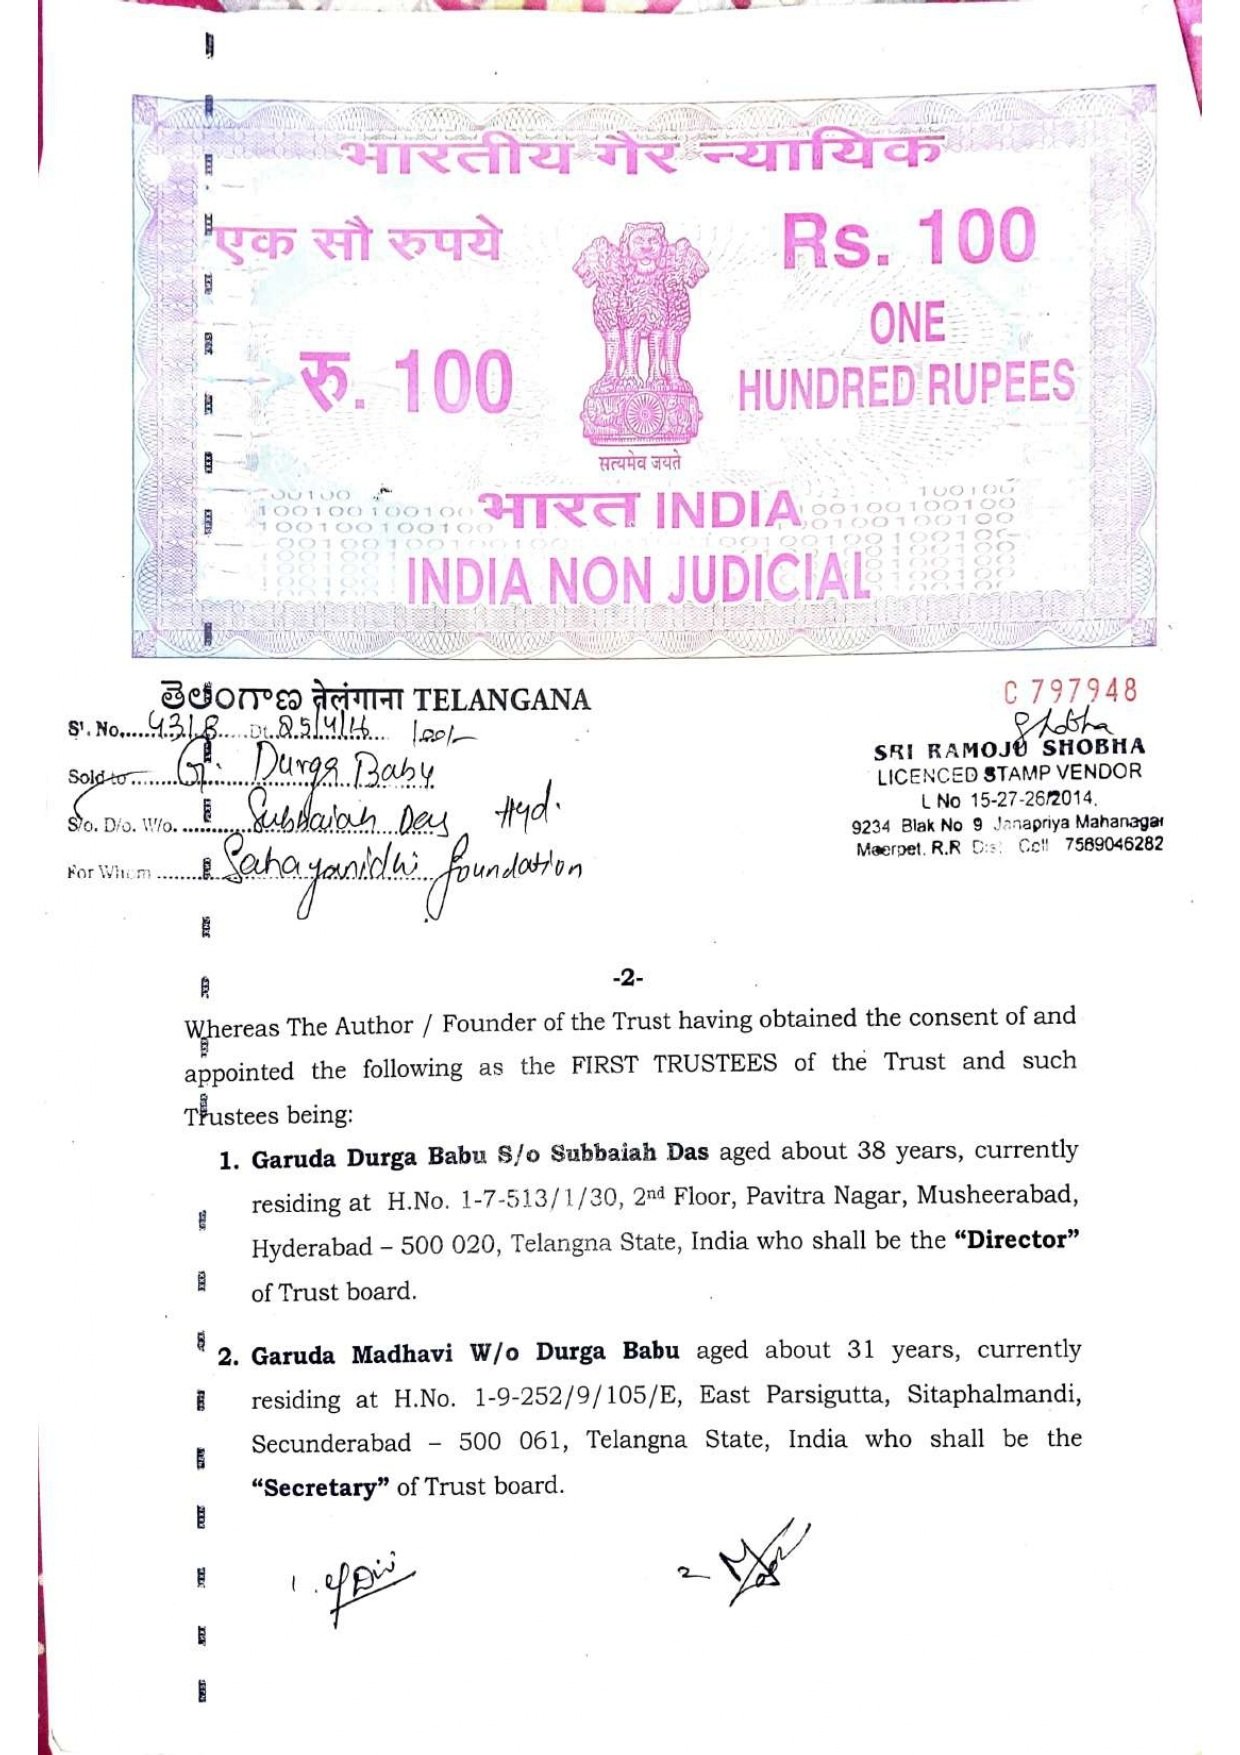 भारतीय गैर न्यायिक
एक सौ रुपये
Rs. 100
रु. 100
ONE
HUNDRED RUPEES
सत्यमेव जयते
भारत INDIA
INDIA NON JUDICIAL
తెలంగాణ तेलंगाना TELANGANA
C 797948
Sl. No. 4318 Dt. 25/4/16 100/-
Shobha
SRI RAMOJU SHOBHA
LICENCED STAMP VENDOR
L No 15-27-26/2014.
9234 Blak No 9 Janapriya Mahanagar
Meerpet. R.R Dis: Cell 7589046282
Sold to G. Durga Babu
S/o. D/o. W/o. Subbaiah Das Hyd.
For Whom Sahayanidhi foundation
-2-
Whereas The Author / Founder of the Trust having obtained the consent of and
appointed the following as the FIRST TRUSTEES of the Trust and such
Trustees being:
1. Garuda Durga Babu S/o Subbaiah Das aged about 38 years, currently
residing at H.No. 1-7-513/1/30, 2nd Floor, Pavitra Nagar, Musheerabad,
Hyderabad – 500 020, Telangna State, India who shall be the “Director”
of Trust board.
2. Garuda Madhavi W/o Durga Babu aged about 31 years, currently
residing at H.No. 1-9-252/9/105/E, East Parsigutta, Sitaphalmandi,
Secunderabad – 500 061, Telangna State, India who shall be the
“Secretary” of Trust board.
1.
2